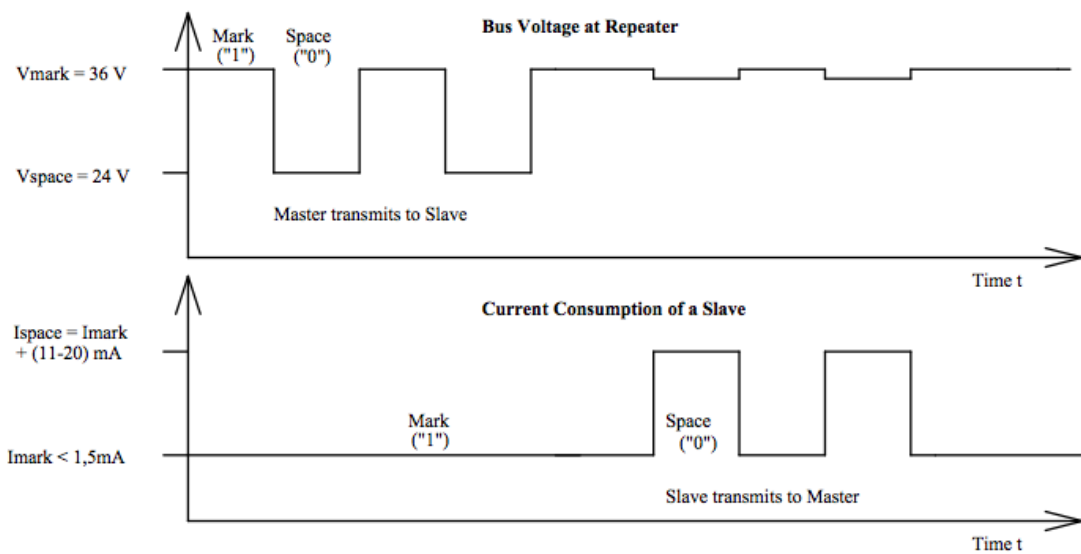 Bus Voltage at Repeater
Mark
("1")
Space
("0")
Vmark = 36 V
Vspace = 24 V
Master transmits to Slave
Time t
Current Consumption of a Slave
Ispace = Imark
+ (11-20) mA
Mark
("1")
Space
("0")
Imark < 1,5mA
Slave transmits to Master
Time t